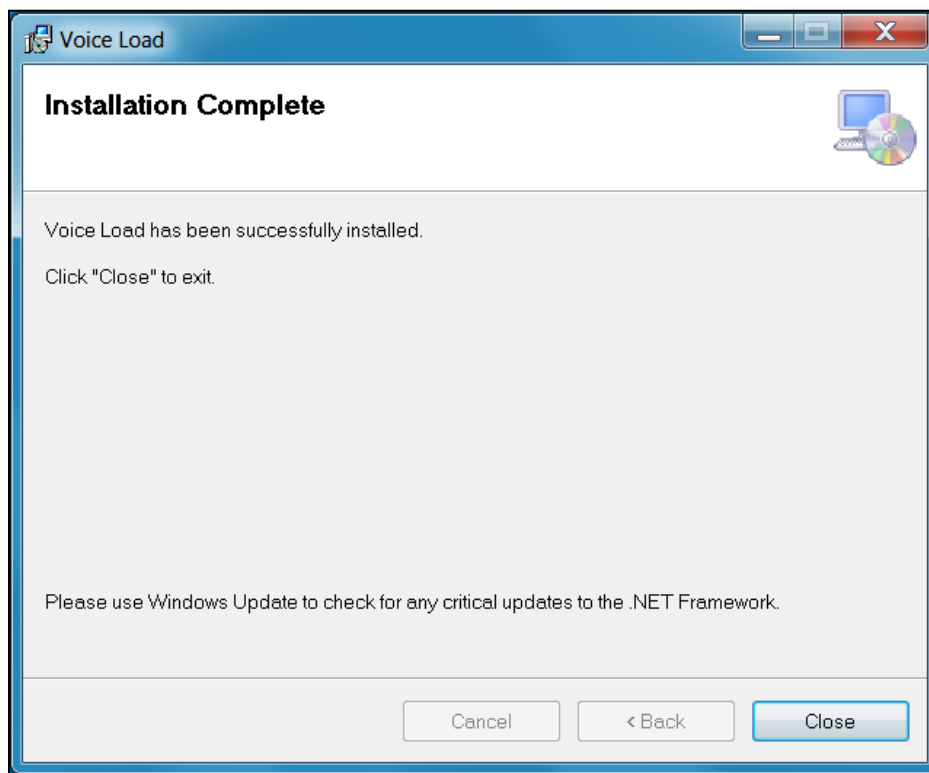 Voice Load
Installation Complete
Voice Load has been successfully installed.
Click "Close" to exit.
Please use Windows Update to check for any critical updates to the .NET Framework.
Cancel
< Back
Close